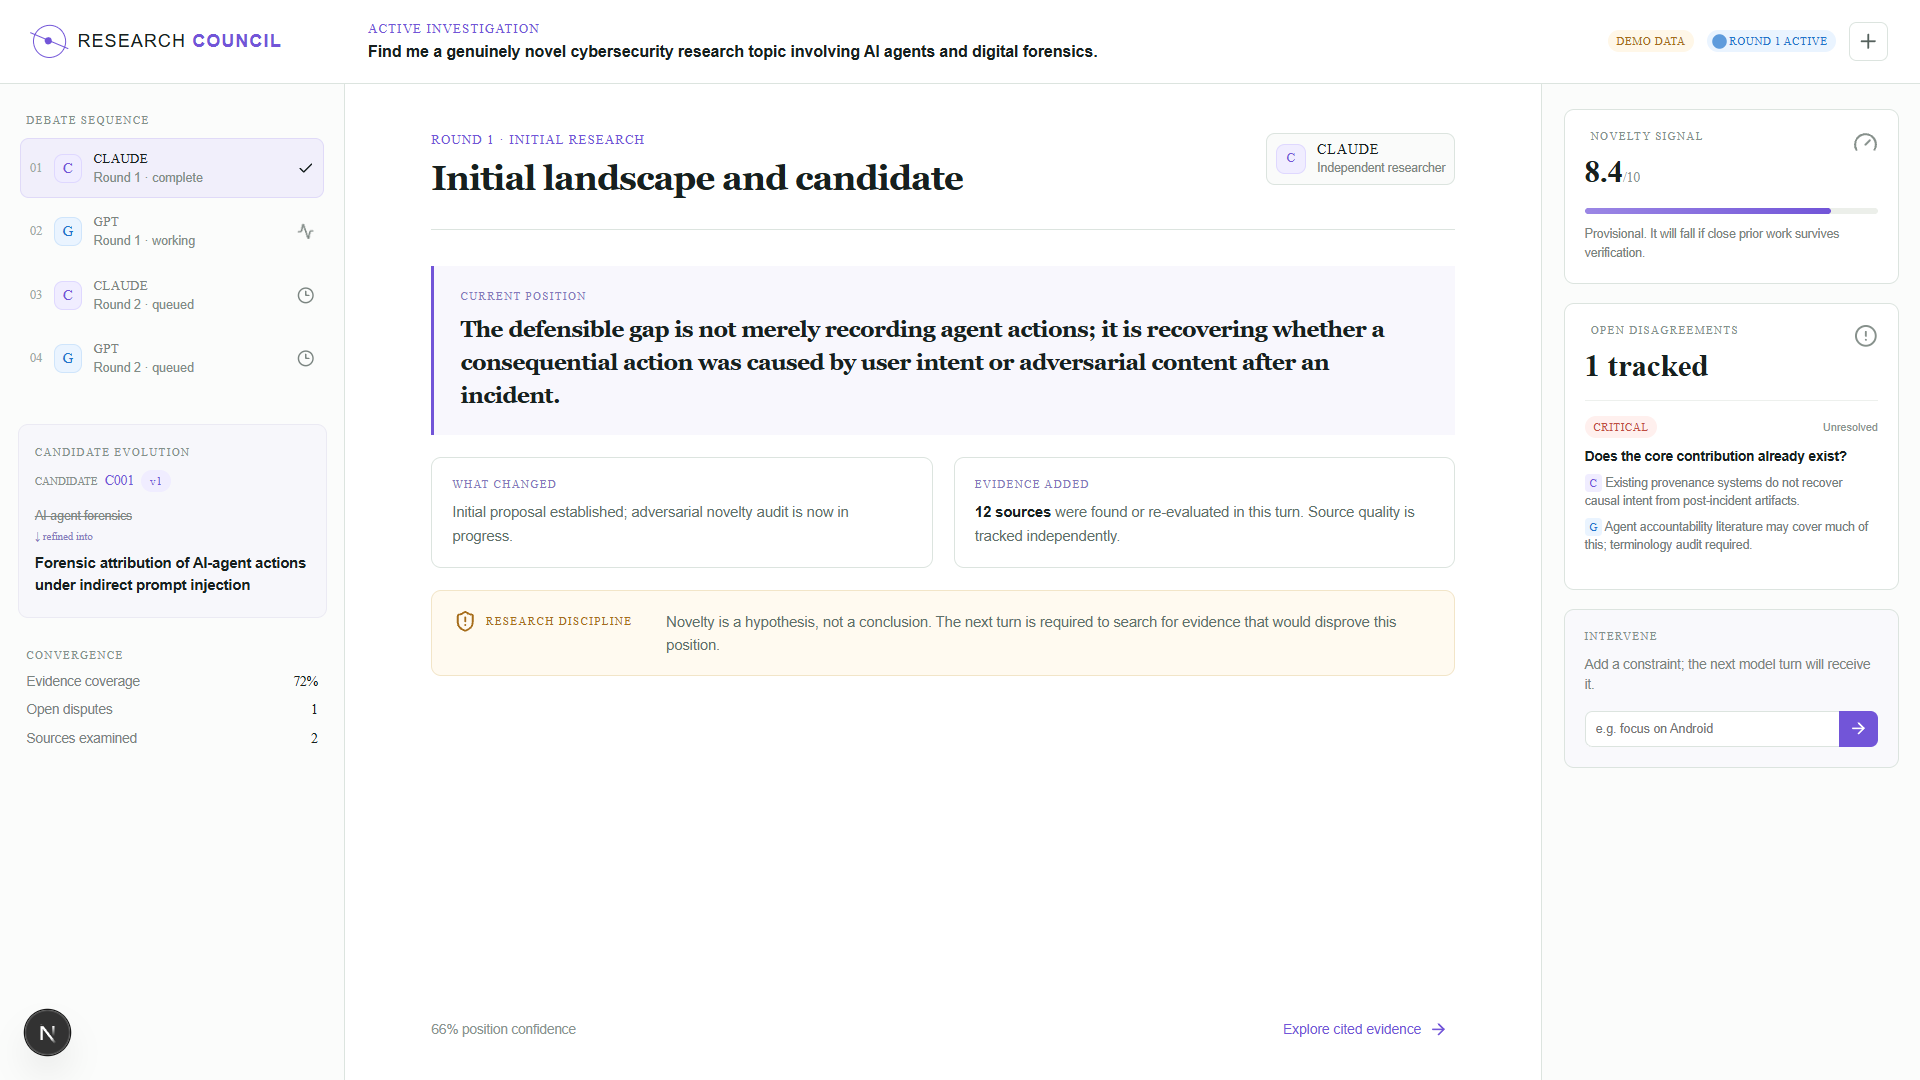 RESEARCH COUNCIL
ACTIVE INVESTIGATION
Find me a genuinely novel cybersecurity research topic involving AI agents and digital forensics.
DEMO DATA
ROUND 1 ACTIVE
DEBATE SEQUENCE
01
C
CLAUDE
Round 1 · complete
02
G
GPT
Round 1 · working
03
C
CLAUDE
Round 2 · queued
04
G
GPT
Round 2 · queued
CANDIDATE EVOLUTION
CANDIDATE C001 v1
AI agent forensics
↓ refined into
Forensic attribution of AI-agent actions
under indirect prompt injection
CONVERGENCE
Evidence coverage 72%
Open disputes 1
Sources examined 2
N
ROUND 1 · INITIAL RESEARCH
Initial landscape and candidate
C
CLAUDE
Independent researcher
CURRENT POSITION
The defensible gap is not merely recording agent actions; it is recovering whether a
consequential action was caused by user intent or adversarial content after an
incident.
WHAT CHANGED
Initial proposal established; adversarial novelty audit is now in
progress.
EVIDENCE ADDED
12 sources were found or re-evaluated in this turn. Source quality is
tracked independently.
RESEARCH DISCIPLINE
Novelty is a hypothesis, not a conclusion. The next turn is required to search for evidence that would disprove this
position.
66% position confidence
Explore cited evidence →
NOVELTY SIGNAL
8.4/10
Provisional. It will fall if close prior work survives
verification.
OPEN DISAGREEMENTS
1 tracked
CRITICAL
Unresolved
Does the core contribution already exist?
C Existing provenance systems do not recover
causal intent from post-incident artifacts.
G Agent accountability literature may cover much of
this; terminology audit required.
INTERVENE
Add a constraint; the next model turn will receive
it.
e.g. focus on Android